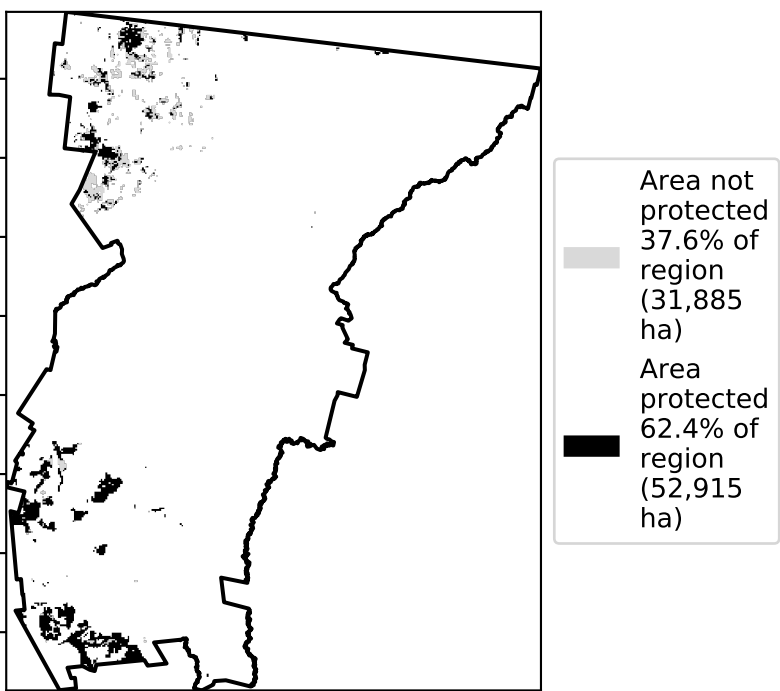 Area not
protected
37.6% of
region
(31,885
ha)
Area
protected
62.4% of
region
(52,915
ha)